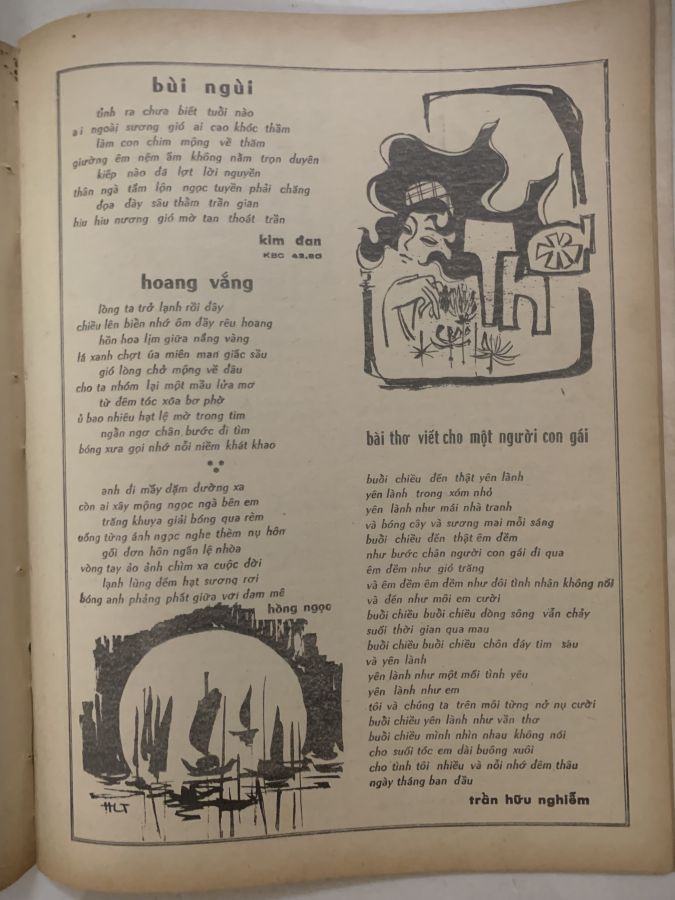 bùi ngùi
tỉnh ra chưa biết tuổi nào
ai ngoài sương gió ai cao khóc thầm
làm con chim mộng về thăm
giường êm nệm ấm không nằm trọn duyên
kiếp nào đã lợt lời nguyền
thân ngà tắm lộn ngọc tuyền phải chăng
đọa đày sâu thẳm trần gian
hiu hiu nương gió mờ tan thoát trần
kim đan
KBC 42.80
hoang vắng
lòng ta trở lạnh rồi đây
chiều lên biển nhớ ôm đầy rêu hoang
hồn hoa lịm giữa nắng vàng
lá xanh chợt úa miên man giấc sầu
gió lòng chở mộng về đâu
cho ta nhóm lại một mầu lửa mơ
từ đêm tóc xõa bơ phờ
ủ bao nhiêu hạt lệ mờ trong tim
ngẩn ngơ chân bước đi tìm
bóng xưa gọi nhớ nỗi niềm khát khao
anh đi mấy dặm đường xa
còn ai xây mộng ngọc ngà bên em
trăng khuya giải bóng qua rèm
uống từng ánh ngọc nghe thèm nụ hôn
gối đơn hôn ngấn lệ nhòa
vòng tay ảo ảnh chìm xa cuộc đời
lạnh lùng đếm hạt sương rơi
bóng anh phảng phất giữa vơi đam mê
hồng ngọc
HLT
HLT
Th
bài thơ viết cho một người con gái
buổi chiều đến thật yên lành
yên lành trong xóm nhỏ
yên lành như mái nhà tranh
và bóng cây và sương mai mỗi sáng
buổi chiều đến thật êm đềm
như bước chân người con gái đi qua
êm đềm như gió trăng
và êm đềm êm đềm như đôi tình nhân không nói
và đến như môi em cười
buổi chiều buổi chiều dòng sông vẫn chảy
suối thời gian qua mau
buổi chiều buổi chiều chôn đáy tim sâu
và yên lành
yên lành như một mối tình yêu
yên lành như em
tôi và chúng ta trên môi từng nở nụ cười
buổi chiều yên lành như vần thơ
buổi chiều mình nhìn nhau không nói
cho suối tóc em dài buông xuôi
cho tình tôi nhiều và nỗi nhớ đêm thâu
ngày tháng ban đầu
trần hữu nghiễm